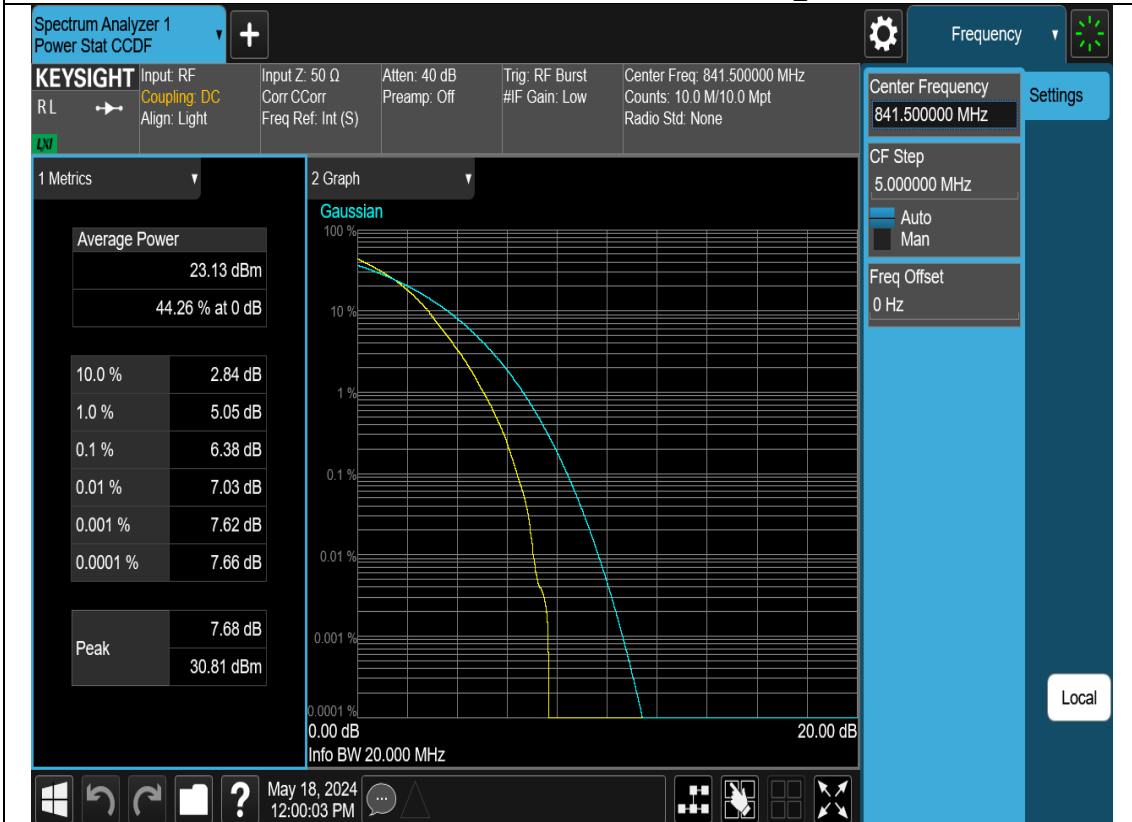 Spectrum Analyzer 1
Power Stat CCDF
Frequency
KEYSIGHT
RL
LXI
Input: RF
Coupling: DC
Align: Light
Input Z: 50 Ω
Corr CCorr
Freq Ref: Int (S)
Atten: 40 dB
Preamp: Off
Trig: RF Burst
#IF Gain: Low
Center Freq: 841.500000 MHz
Counts: 10.0 M/10.0 Mpt
Radio Std: None
Center Frequency
841.500000 MHz
Settings
CF Step
5.000000 MHz
Auto
Man
Freq Offset
0 Hz
Local
1 Metrics
Average Power
23.13 dBm
44.26 % at 0 dB
10.0 % 2.84 dB
1.0 % 5.05 dB
0.1 % 6.38 dB
0.01 % 7.03 dB
0.001 % 7.62 dB
0.0001 % 7.66 dB
Peak
7.68 dB
30.81 dBm
2 Graph
Gaussian
100 %
10 %
1 %
0.1 %
0.01 %
0.001 %
0.0001 %
0.00 dB 20.00 dB
Info BW 20.000 MHz
?
May 18, 2024
12:00:03 PM